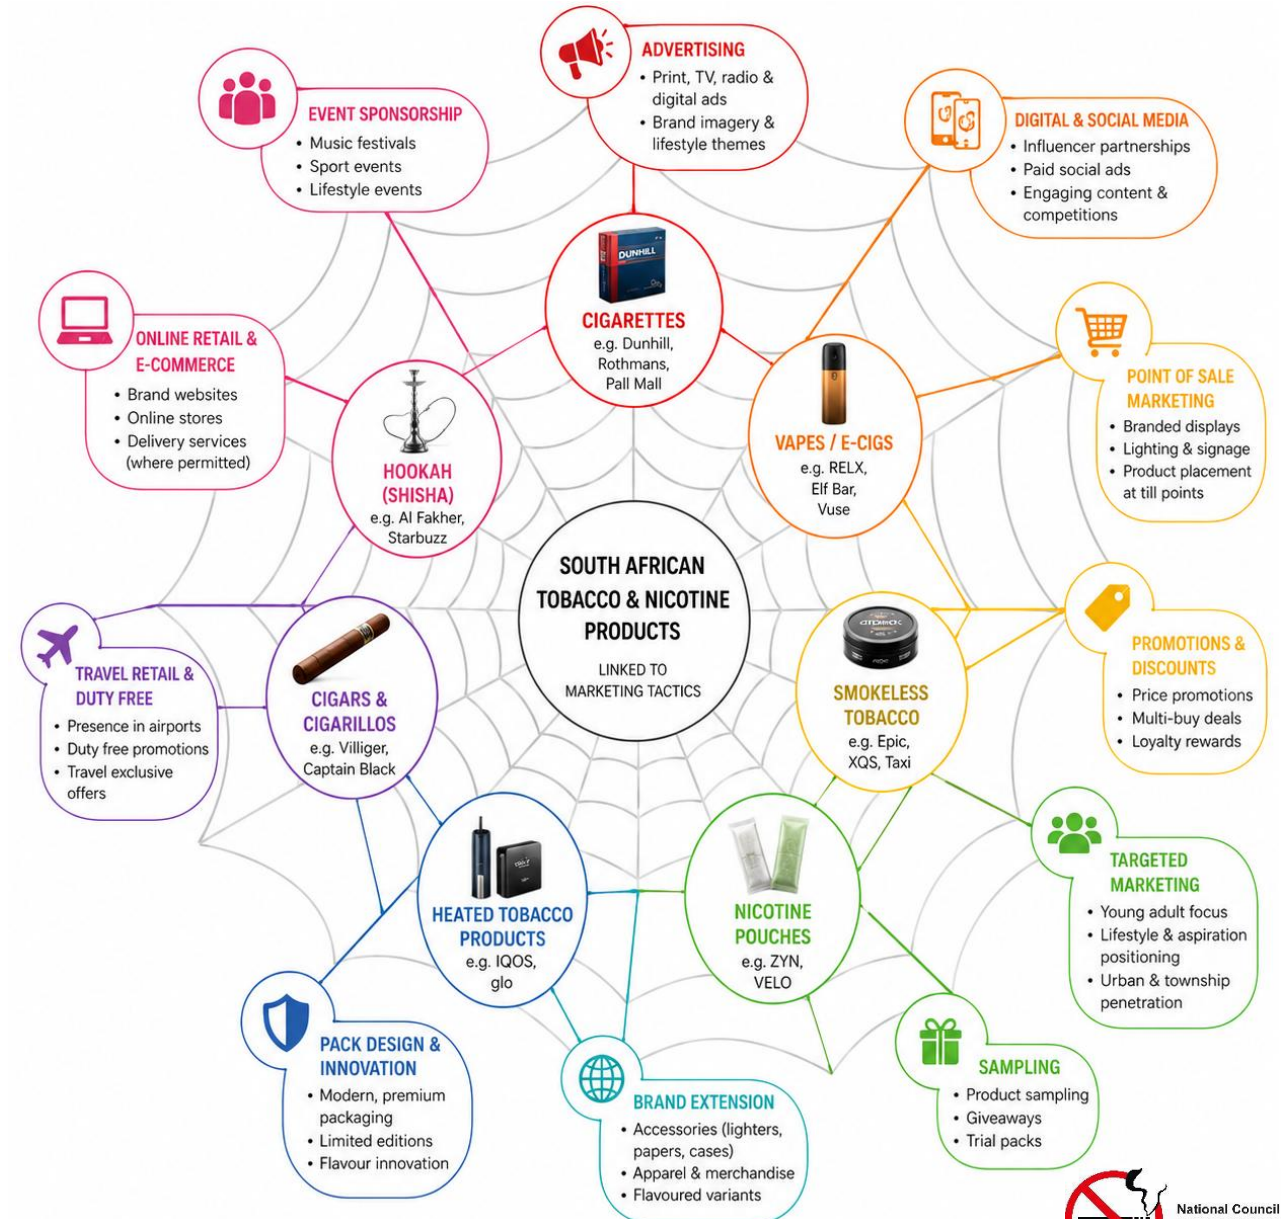 ADVERTISING
• Print, TV, radio &
digital ads
• Brand imagery &
lifestyle themes
EVENT SPONSORSHIP
• Music festivals
• Sport events
• Lifestyle events
DIGITAL & SOCIAL MEDIA
• Influencer partnerships
• Paid social ads
• Engaging content &
competitions
DUNHILL
CIGARETTES
e.g. Dunhill,
Rothmans,
Pall Mall
ONLINE RETAIL &
E-COMMERCE
• Brand websites
• Online stores
• Delivery services
(where permitted)
HOOKAH
(SHISHA)
e.g. Al Fakher,
Starbuzz
VAPES / E-CIGS
e.g. RELX,
Elf Bar,
Vuse
POINT OF SALE
MARKETING
• Branded displays
• Lighting & signage
• Product placement
at till points
SOUTH AFRICAN
TOBACCO & NICOTINE
PRODUCTS
LINKED TO
MARKETING TACTICS
TRAVEL RETAIL &
DUTY FREE
• Presence in airports
• Duty free promotions
• Travel exclusive
offers
CIGARS &
CIGARILLOS
e.g. Villiger,
Captain Black
SMOKELESS
TOBACCO
e.g. Epic,
XQS, Taxi
PROMOTIONS &
DISCOUNTS
• Price promotions
• Multi-buy deals
• Loyalty rewards
HEATED TOBACCO
PRODUCTS
e.g. IQOS,
glo
NICOTINE
POUCHES
e.g. ZYN,
VELO
TARGETED
MARKETING
• Young adult focus
• Lifestyle & aspiration
positioning
• Urban & township
penetration
PACK DESIGN &
INNOVATION
• Modern, premium
packaging
• Limited editions
• Flavour innovation
BRAND EXTENSION
• Accessories (lighters,
papers, cases)
• Apparel & merchandise
• Flavoured variants
SAMPLING
• Product sampling
• Giveaways
• Trial packs
National Council